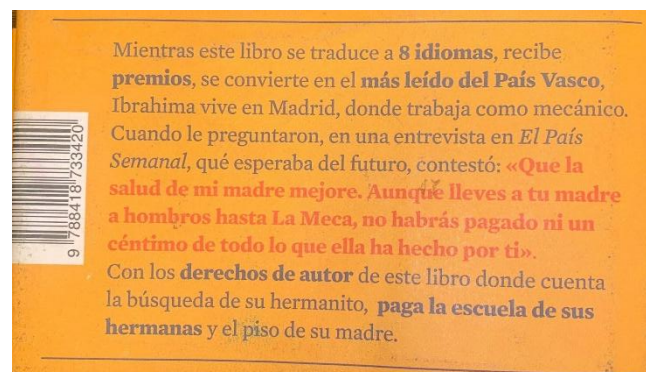 Mientras este libro se traduce a 8 idiomas, recibe
premios, se convierte en el más leído del País Vasco,
Ibrahima vive en Madrid, donde trabaja como mecánico.
Cuando le preguntaron, en una entrevista en El País
Semanal, qué esperaba del futuro, contestó: «Que la
salud de mi madre mejore. Aunque lleves a tu madre
a hombros hasta La Meca, no habrás pagado ni un
céntimo de todo lo que ella ha hecho por ti».
Con los derechos de autor de este libro donde cuenta
la búsqueda de su hermanito, paga la escuela de sus
hermanas y el piso de su madre.
9 788418 733420